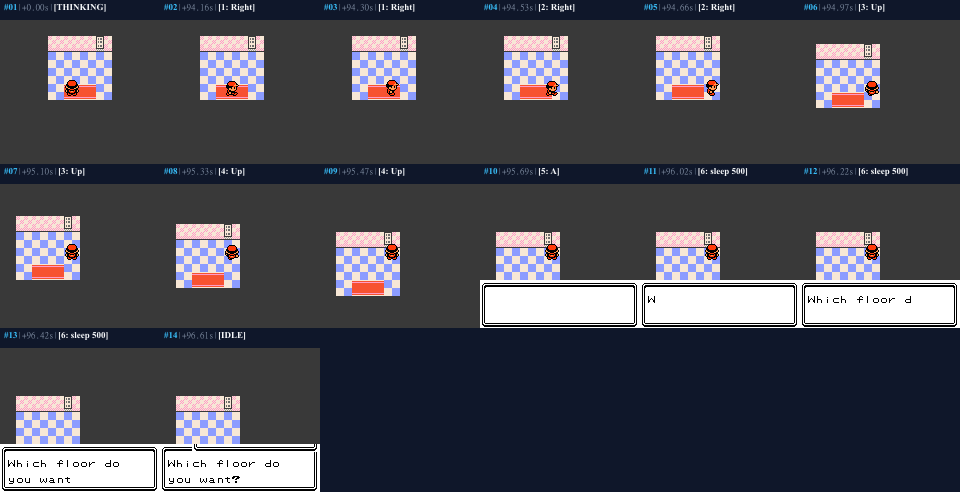 #01|+0.00s| [THINKING]
#02|+94.16s| [1: Right]
#03|+94.30s| [1: Right]
#04|+94.53s| [2: Right]
#05|+94.66s| [2: Right]
#06|+94.97s| [3: Up]
#07|+95.10s| [3: Up]
#08|+95.33s| [4: Up]
#09|+95.47s| [4: Up]
#10|+95.69s| [5: A]
#11|+96.02s| [6: sleep 500]
W
#12|+96.22s| [6: sleep 500]
Which floor d
#13|+96.42s| [6: sleep 500]
Which floor do
you want
#14|+96.61s| [IDLE]
Which floor do
you want?